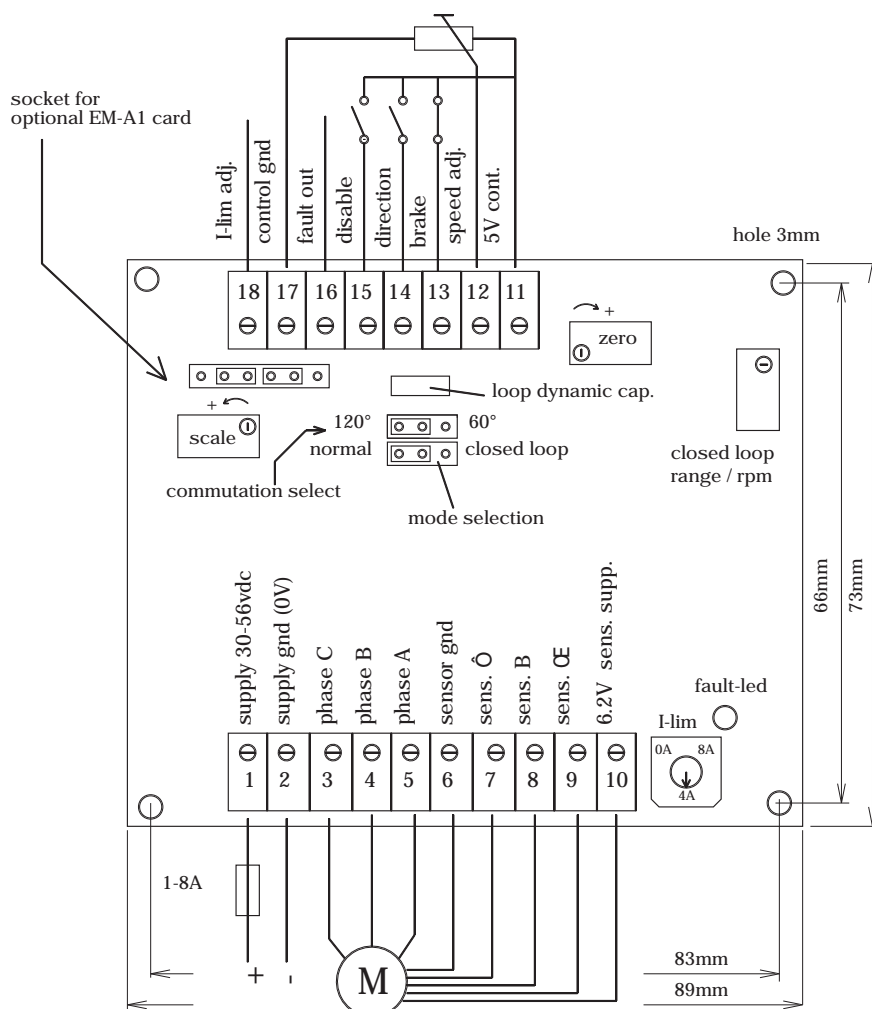 socket for
optional EM-A1 card
I-lim adj.
control gnd
fault out
disable
direction
brake
speed adj.
5V cont.
hole 3mm
18 17 16 15 14 13 12 11
+
zero
loop dynamic cap.
+
scale
120° 60°
normal closed loop
commutation select
mode selection
closed loop
range / rpm
66mm
73mm
supply 30-56vdc
supply gnd (0V)
phase C
phase B
phase A
sensor gnd
sens. Ô
sens. B
sens. Œ
6.2V sens. supp.
fault-led
I-lim
0A 8A
4A
1 2 3 4 5 6 7 8 9 10
1-8A
+ -
M
83mm
89mm